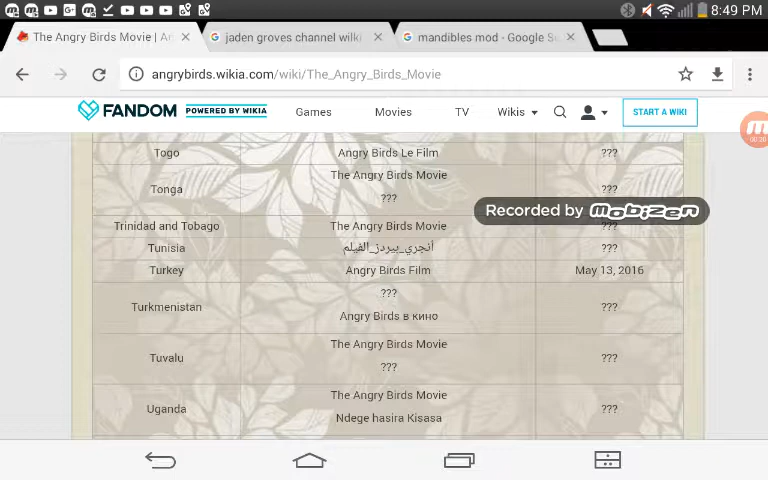 8:49 PM
The Angry Birds Movie | An
jaden groves channel wiki
mandibles mod - Google Se
angrybirds.wikia.com/wiki/The_Angry_Birds_Movie
FANDOM POWERED BY WIKIA Games Movies TV Wikis START A WIKI
00:20
Togo Angry Birds Le Film ???
Tonga The Angry Birds Movie ???
???
Recorded by mobizen
Trinidad and Tobago The Angry Birds Movie ???
Tunisia أنجري_بيردز_الفيلم ???
Turkey Angry Birds Film May 13, 2016
Turkmenistan ??? ???
Angry Birds в кино
Tuvalu The Angry Birds Movie ???
???
Uganda The Angry Birds Movie ???
Ndege hasira Kisasa